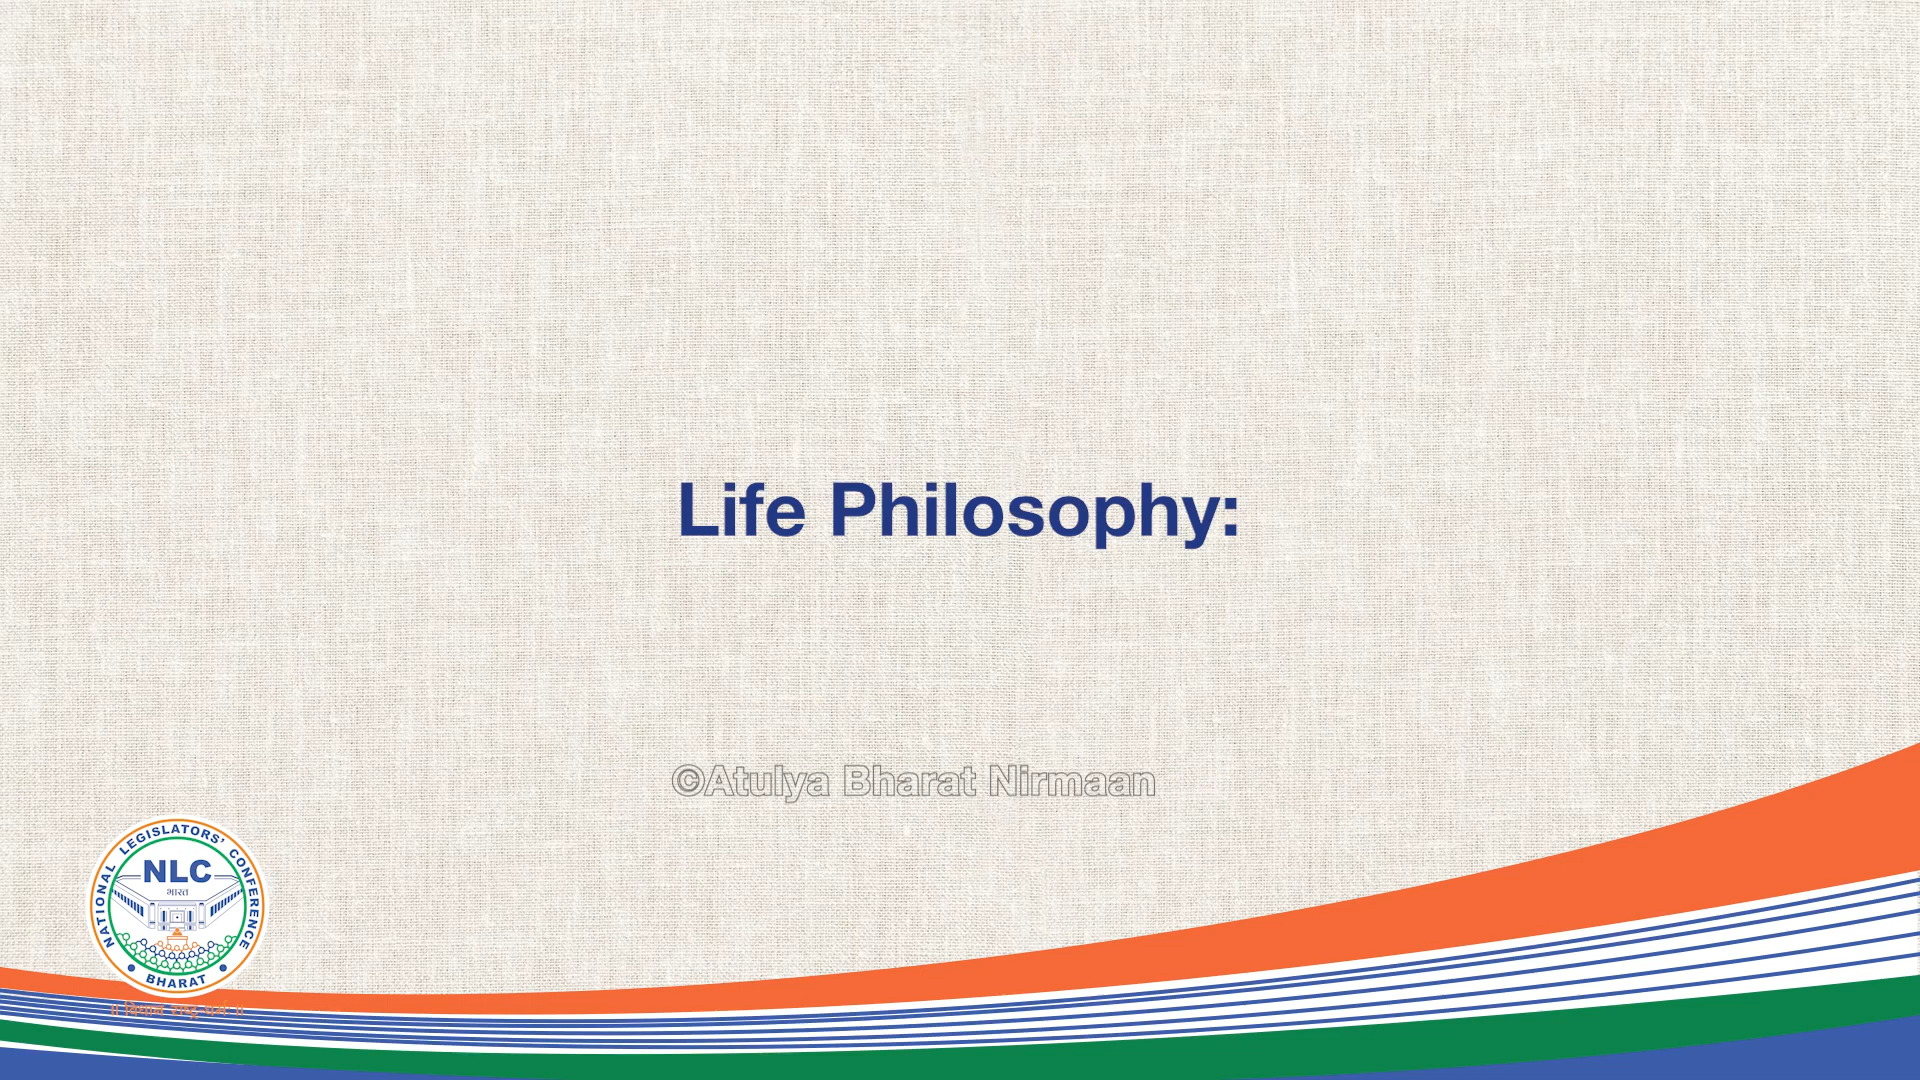 Life Philosophy:
©Atulya Bharat Nirmaan
NATIONAL LEGISLATORS' CONFERENCE
NLC
भारत
BHARAT